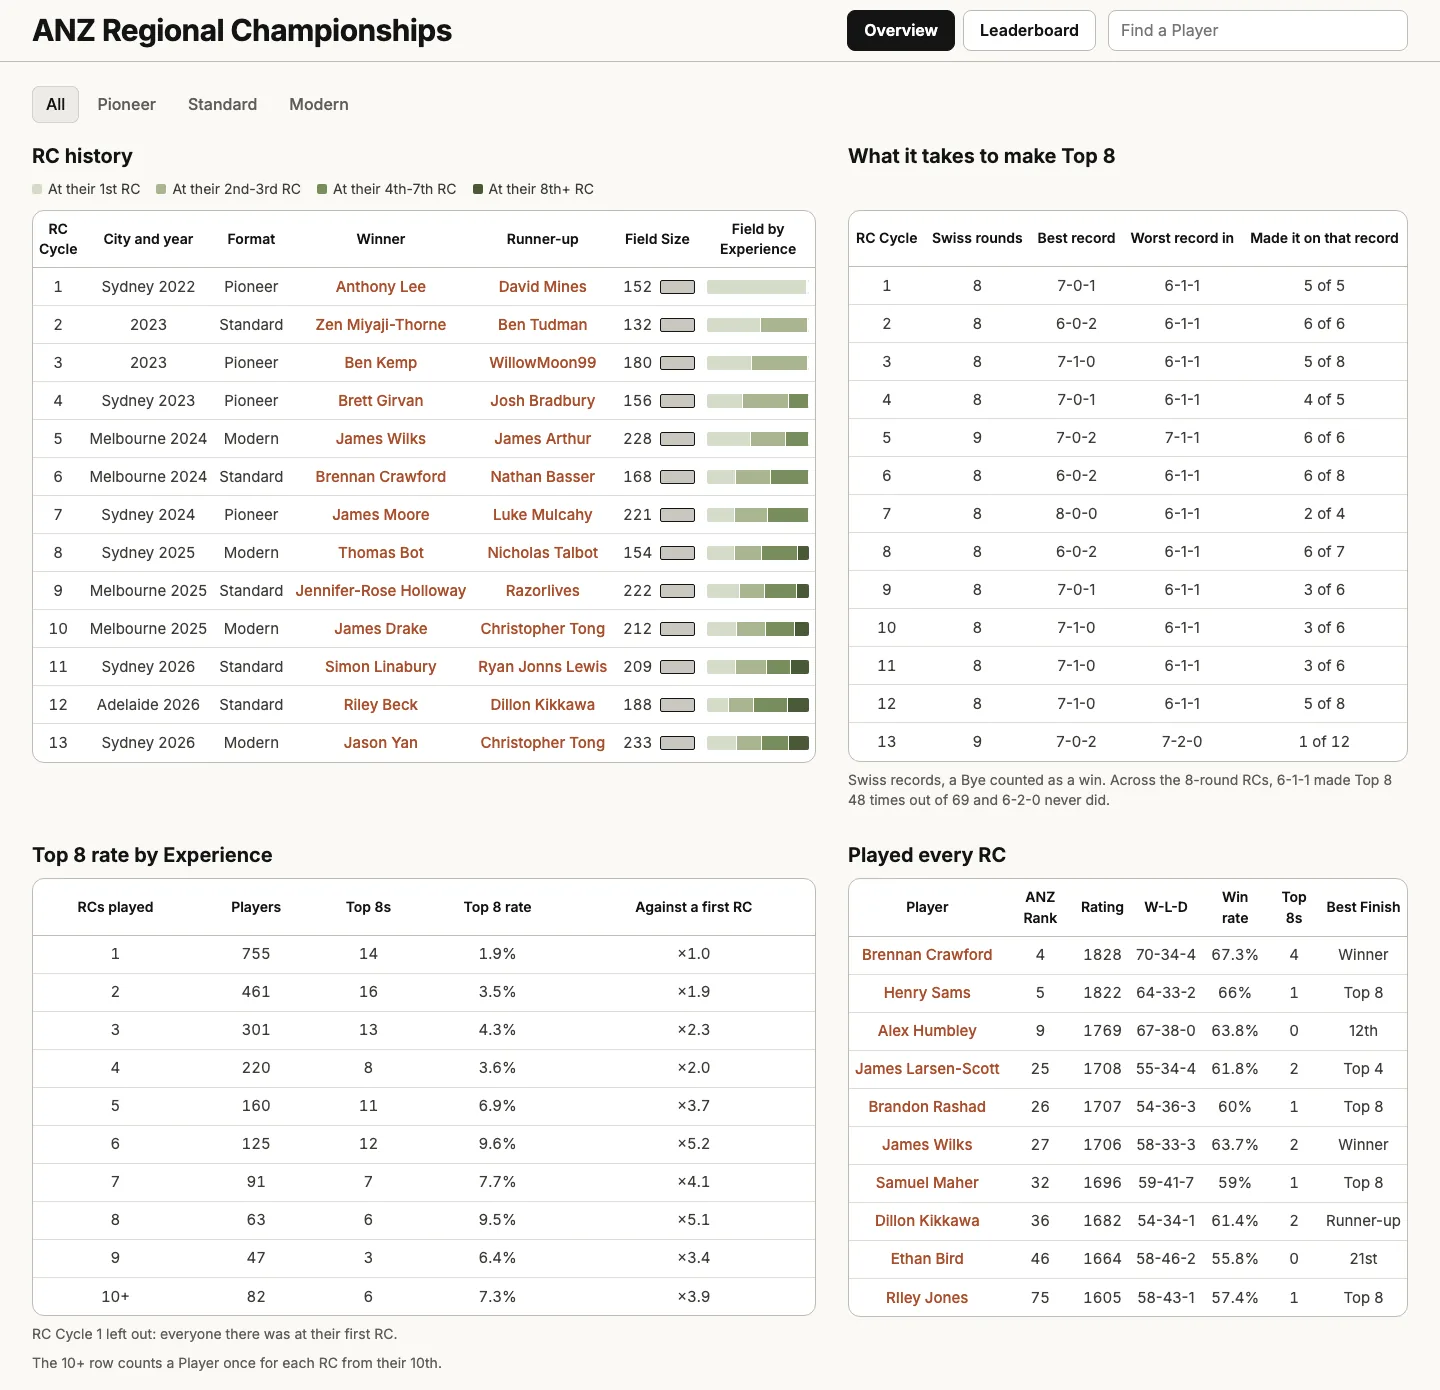 ANZ Regional Championships
Overview
Leaderboard
Find a Player
All
Pioneer
Standard
Modern
RC history
At their 1st RC
At their 2nd-3rd RC
At their 4th-7th RC
At their 8th+ RC
RC Cycle City and year Format Winner Runner-up Field Size Field by Experience
1 Sydney 2022 Pioneer Anthony Lee David Mines 152
2 2023 Standard Zen Miyaji-Thorne Ben Tudman 132
3 2023 Pioneer Ben Kemp WillowMoon99 180
4 Sydney 2023 Pioneer Brett Girvan Josh Bradbury 156
5 Melbourne 2024 Modern James Wilks James Arthur 228
6 Melbourne 2024 Standard Brennan Crawford Nathan Basser 168
7 Sydney 2024 Pioneer James Moore Luke Mulcahy 221
8 Sydney 2025 Modern Thomas Bot Nicholas Talbot 154
9 Melbourne 2025 Standard Jennifer-Rose Holloway Razorlives 222
10 Melbourne 2025 Modern James Drake Christopher Tong 212
11 Sydney 2026 Standard Simon Linabury Ryan Jonns Lewis 209
12 Adelaide 2026 Standard Riley Beck Dillon Kikkawa 188
13 Sydney 2026 Modern Jason Yan Christopher Tong 233
What it takes to make Top 8
RC Cycle Swiss rounds Best record Worst record in Made it on that record
1 8 7-0-1 6-1-1 5 of 5
2 8 6-0-2 6-1-1 6 of 6
3 8 7-1-0 6-1-1 5 of 8
4 8 7-0-1 6-1-1 4 of 5
5 9 7-0-2 7-1-1 6 of 6
6 8 6-0-2 6-1-1 6 of 8
7 8 8-0-0 6-1-1 2 of 4
8 8 6-0-2 6-1-1 6 of 7
9 8 7-0-1 6-1-1 3 of 6
10 8 7-1-0 6-1-1 3 of 6
11 8 7-1-0 6-1-1 3 of 6
12 8 7-1-0 6-1-1 5 of 8
13 9 7-0-2 7-2-0 1 of 12
Swiss records, a Bye counted as a win. Across the 8-round RCs, 6-1-1 made Top 8
48 times out of 69 and 6-2-0 never did.
Top 8 rate by Experience
RCs played Players Top 8s Top 8 rate Against a first RC
1 755 14 1.9% ×1.0
2 461 16 3.5% ×1.9
3 301 13 4.3% ×2.3
4 220 8 3.6% ×2.0
5 160 11 6.9% ×3.7
6 125 12 9.6% ×5.2
7 91 7 7.7% ×4.1
8 63 6 9.5% ×5.1
9 47 3 6.4% ×3.4
10+ 82 6 7.3% ×3.9
RC Cycle 1 left out: everyone there was at their first RC.
The 10+ row counts a Player once for each RC from their 10th.
Played every RC
Player ANZ Rank Rating W-L-D Win rate Top 8s Best Finish
Brennan Crawford 4 1828 70-34-4 67.3% 4 Winner
Henry Sams 5 1822 64-33-2 66% 1 Top 8
Alex Humbley 9 1769 67-38-0 63.8% 0 12th
James Larsen-Scott 25 1708 55-34-4 61.8% 2 Top 4
Brandon Rashad 26 1707 54-36-3 60% 1 Top 8
James Wilks 27 1706 58-33-3 63.7% 2 Winner
Samuel Maher 32 1696 59-41-7 59% 1 Top 8
Dillon Kikkawa 36 1682 54-34-1 61.4% 2 Runner-up
Ethan Bird 46 1664 58-46-2 55.8% 0 21st
RIley Jones 75 1605 58-43-1 57.4% 1 Top 8